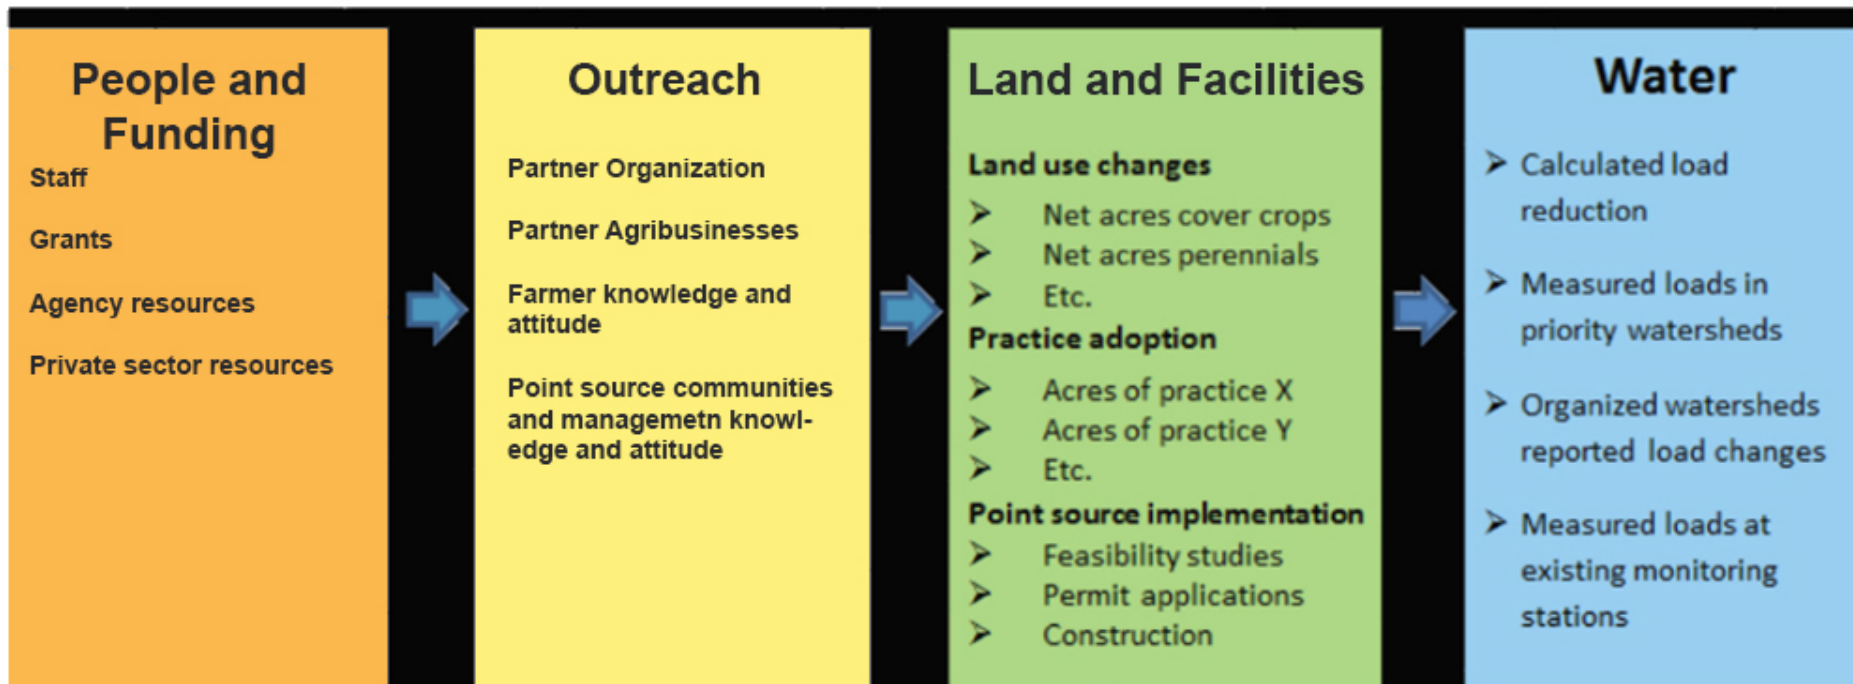 People and
Funding
Staff
Grants
Agency resources
Private sector resources
Outreach
Partner Organization
Partner Agribusinesses
Farmer knowledge and
attitude
Point source communities
and managemetn knowl-
edge and attitude
Land and Facilities
Land use changes
➤ Net acres cover crops
➤ Net acres perennials
➤ Etc.
Practice adoption
➤ Acres of practice X
➤ Acres of practice Y
➤ Etc.
Point source implementation
➤ Feasibility studies
➤ Permit applications
➤ Construction
Water
➤ Calculated load
reduction
➤ Measured loads in
priority watersheds
➤ Organized watersheds
reported load changes
➤ Measured loads at
existing monitoring
stations